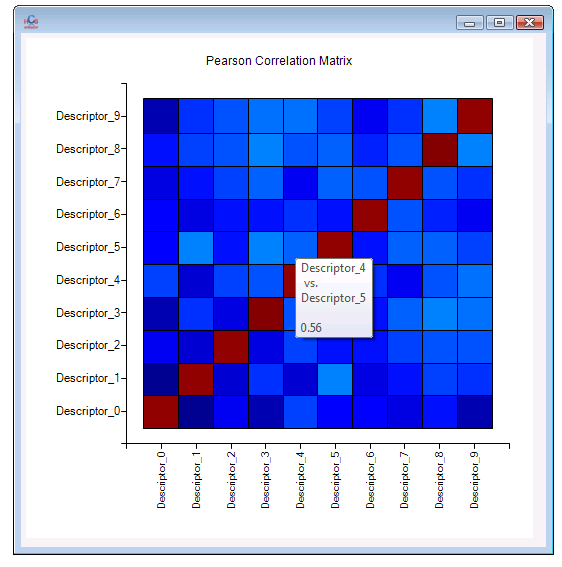 Pearson Correlation Matrix
Descriptor_9
Descriptor_8
Descriptor_7
Descriptor_6
Descriptor_5
Descriptor_4
Descriptor_3
Descriptor_2
Descriptor_1
Descriptor_0
Descriptor_4
vs.
Descriptor_5
0.56
Descriptor_0
Descriptor_1
Descriptor_2
Descriptor_3
Descriptor_4
Descriptor_5
Descriptor_6
Descriptor_7
Descriptor_8
Descriptor_9